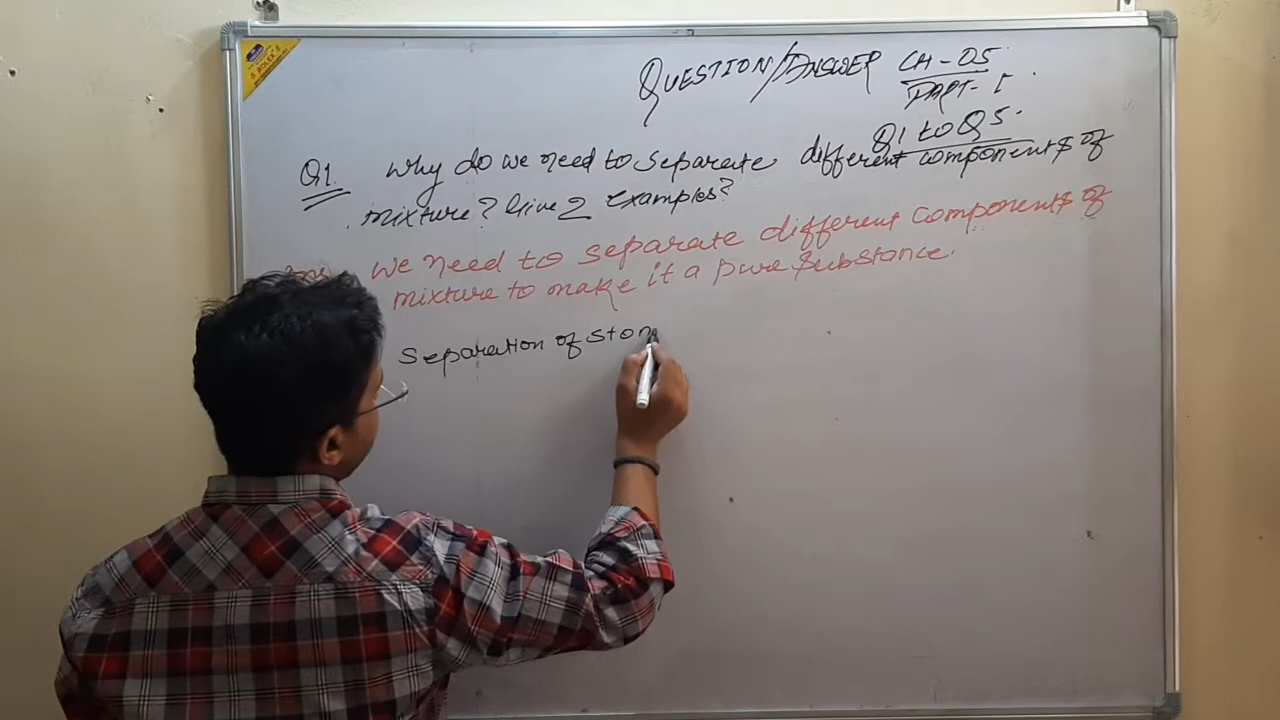 QUESTION/ANSWER CH-05
PART-I
Q1 to Q5.
Q1. Why do we need to separate different components of
mixture? Give 2 examples?
Ans. We need to separate different components of
mixture to make it a pure substance.
Separation of ston